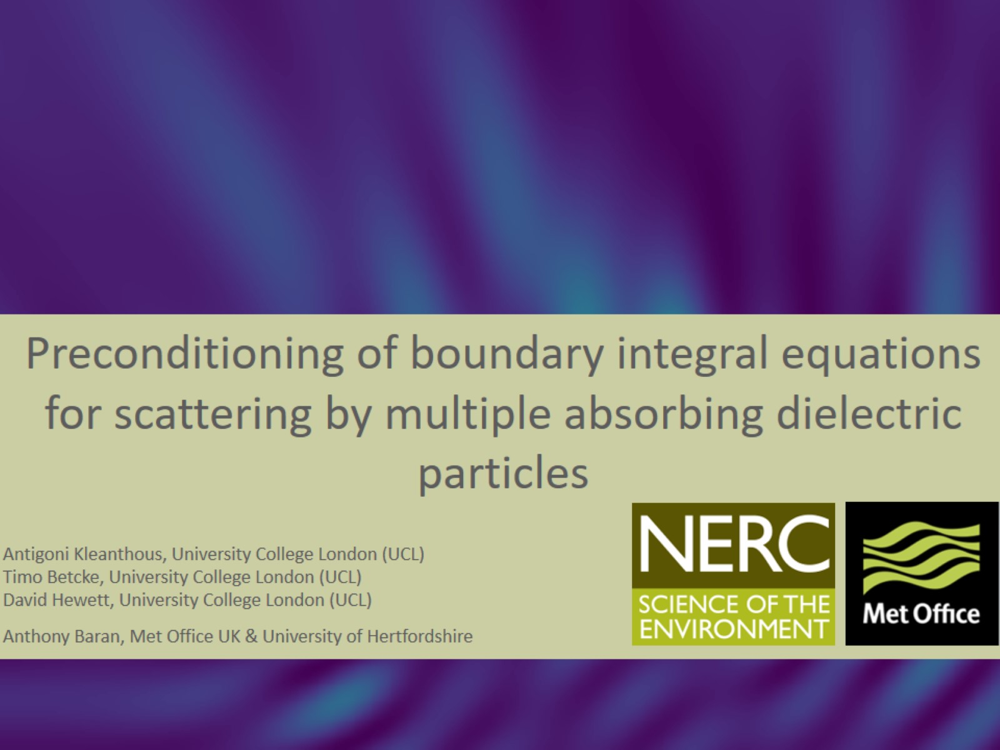 Preconditioning of boundary integral equations
for scattering by multiple absorbing dielectric
particles
Antigoni Kleanthous, University College London (UCL)
Timo Betcke, University College London (UCL)
David Hewett, University College London (UCL)
Anthony Baran, Met Office UK & University of Hertfordshire
NERC
SCIENCE OF THE
ENVIRONMENT
Met Office